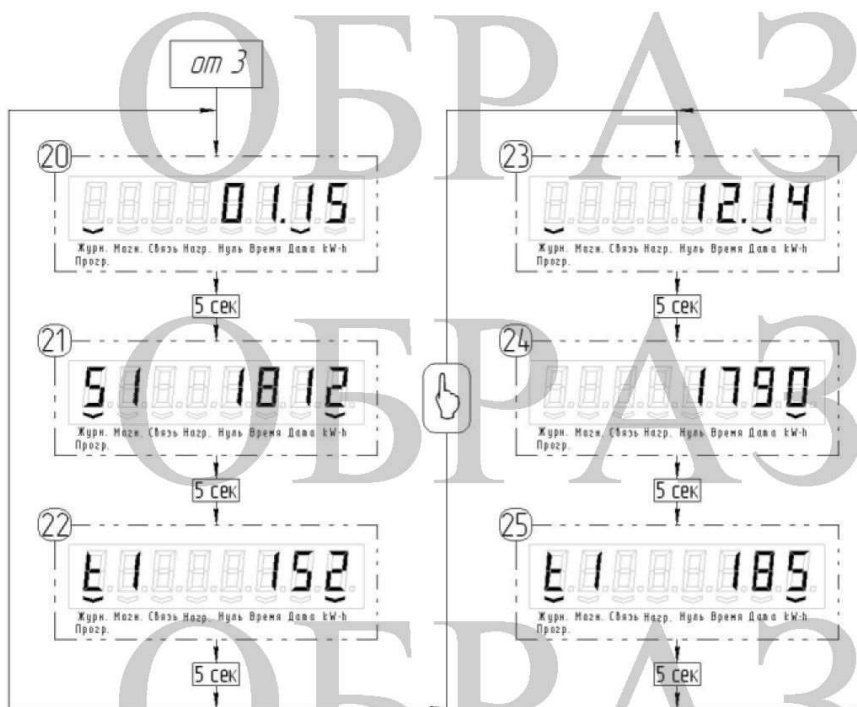 ОБРАЗ
от 3
20
01.15
Журн. Магн. Связь Нагр. Нуль Время Дата kW·h
Прогр.
5 сек
21
S1 1812
Журн. Магн. Связь Нагр. Нуль Время Дата kW·h
Прогр.
5 сек
22
t1 152
Журн. Магн. Связь Нагр. Нуль Время Дата kW·h
Прогр.
5 сек
23
12.14
Журн. Магн. Связь Нагр. Нуль Время Дата kW·h
Прогр.
5 сек
ОБРАЗ
24
1790
Журн. Магн. Связь Нагр. Нуль Время Дата kW·h
Прогр.
5 сек
25
t1 185
Журн. Магн. Связь Нагр. Нуль Время Дата kW·h
Прогр.
5 сек
ОБРАЗ